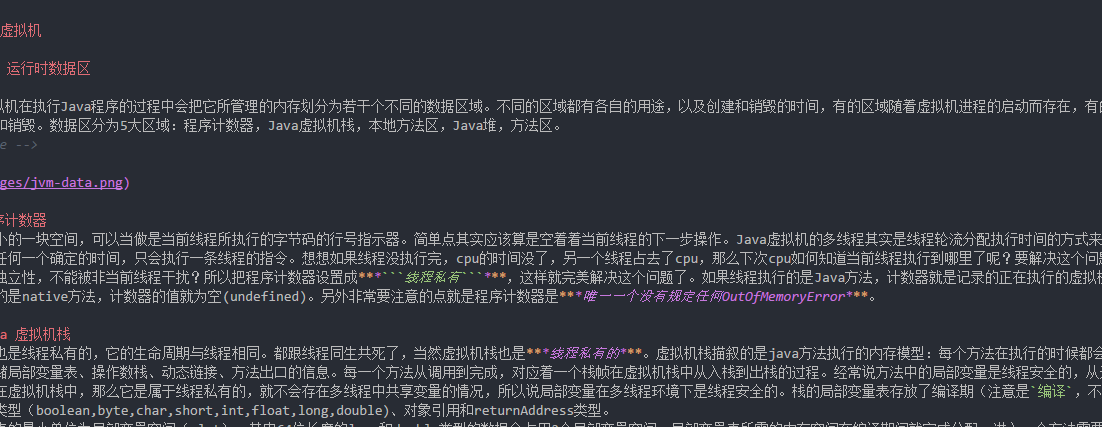 虚拟机
运行时数据区
机在执行Java程序的过程中会把它所管理的内存划分为若干个不同的数据区域。不同的区域都有各自的用途，以及创建和销毁的时间，有的区域随着虚拟机进程的启动而存在，有的
和销毁。数据区分为5大区域：程序计数器，Java虚拟机栈，本地方法区，Java堆，方法区。
e -->
ges/jvm-data.png)
序计数器
小的一块空间，可以当做是当前线程所执行的字节码的行号指示器。简单点其实应该算是空着着当前线程的下一步操作。Java虚拟机的多线程其实是线程轮流分配执行时间的方式来
任何一个确定的时间，只会执行一条线程的指令。想想如果线程没执行完，cpu的时间没了，另一个线程占去了cpu，那么下次cpu如何知道当前线程执行到哪里了呢？要解决这个问题
独立性，不能被非当前线程干扰？所以把程序计数器设置成***```线程私有```***，这样就完美解决这个问题了。如果线程执行的是Java方法，计数器就是记录的正在执行的虚拟机
的是native方法，计数器的值就为空(undefined)。另外非常要注意的点就是程序计数器是***唯一一个没有规定任何OutOfMemoryError***。
a 虚拟机栈
也是线程私有的，它的生命周期与线程相同。都跟线程同生共死了，当然虚拟机栈也是***线程私有的***。虚拟机栈描叙的是java方法执行的内存模型：每个方法在执行的时候都会
储局部变量表、操作数栈、动态链接、方法出口的信息。每一个方法从调用到完成，对应着一个栈帧在虚拟机栈中从入栈到出栈的过程。经常说方法中的局部变量是线程安全的，从
在虚拟机栈中，那么它是属于线程私有的，就不会存在多线程中共享变量的情况，所以说局部变量在多线程环境下是线程安全的。栈的局部变量表存放了编译期（注意是`编译`，不
类型（boolean,byte,char,short,int,float,long,double)、对象引用和returnAddress类型。